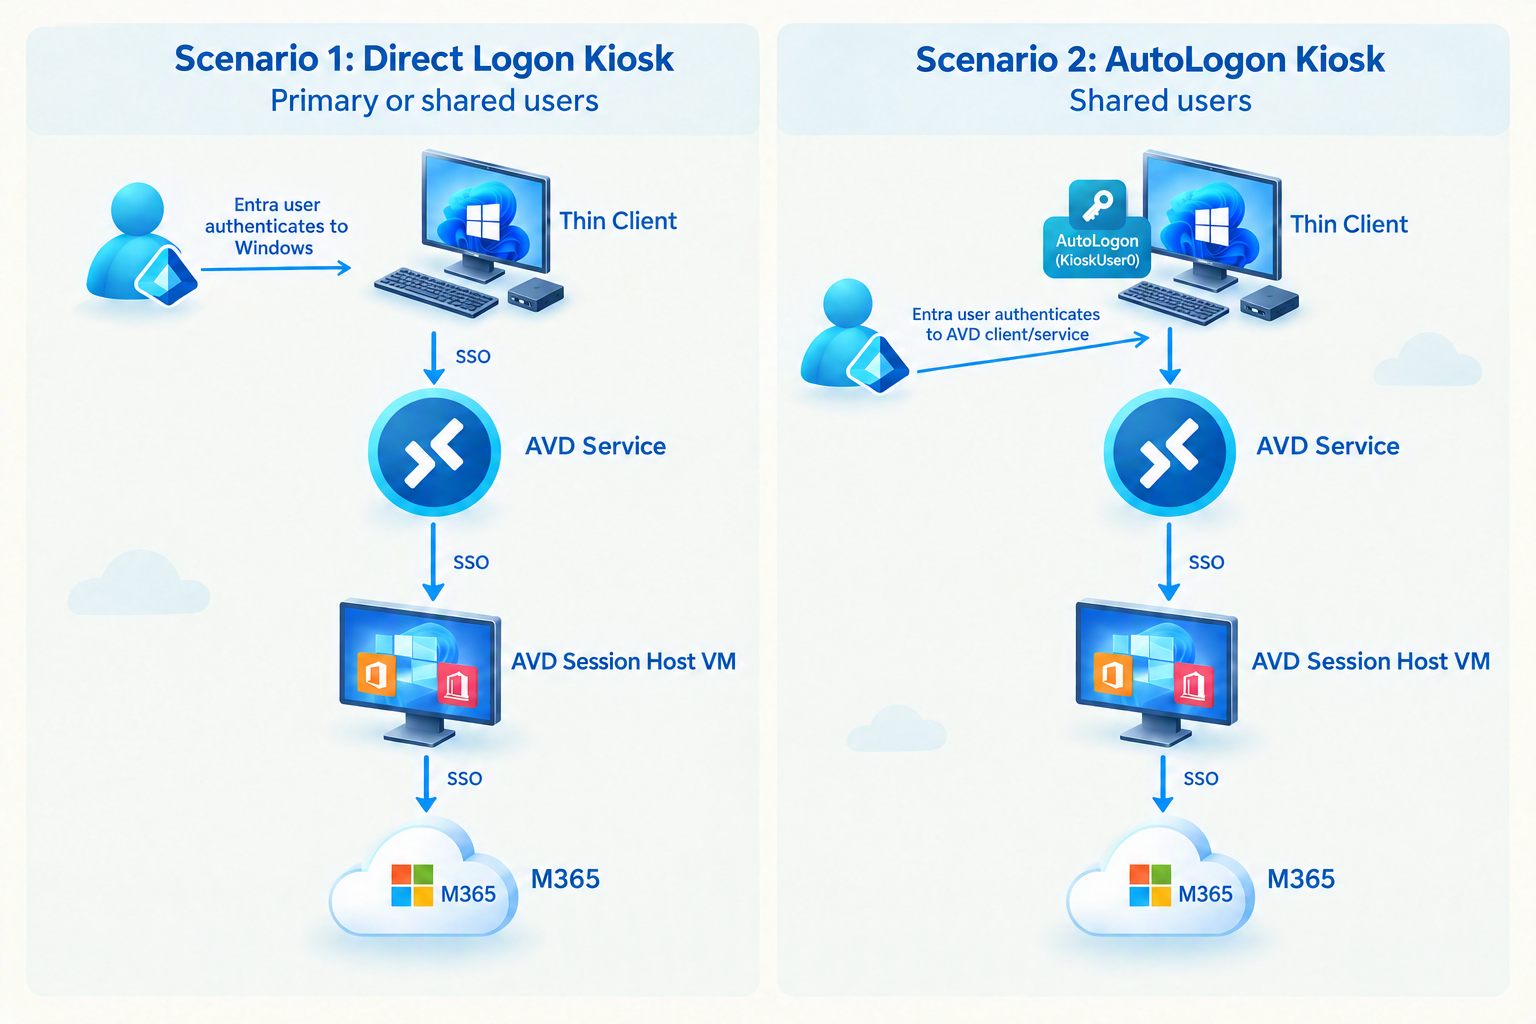 Scenario 1: Direct Logon Kiosk
Primary or shared users
Entra user
authenticates to
Windows
Thin Client
SSO
AVD Service
SSO
AVD Session Host VM
SSO
M365
M365
Scenario 2: AutoLogon Kiosk
Shared users
AutoLogon
(KioskUser0)
Thin Client
Entra user authenticates
to AVD client/service
AVD Service
SSO
AVD Session Host VM
SSO
M365
M365